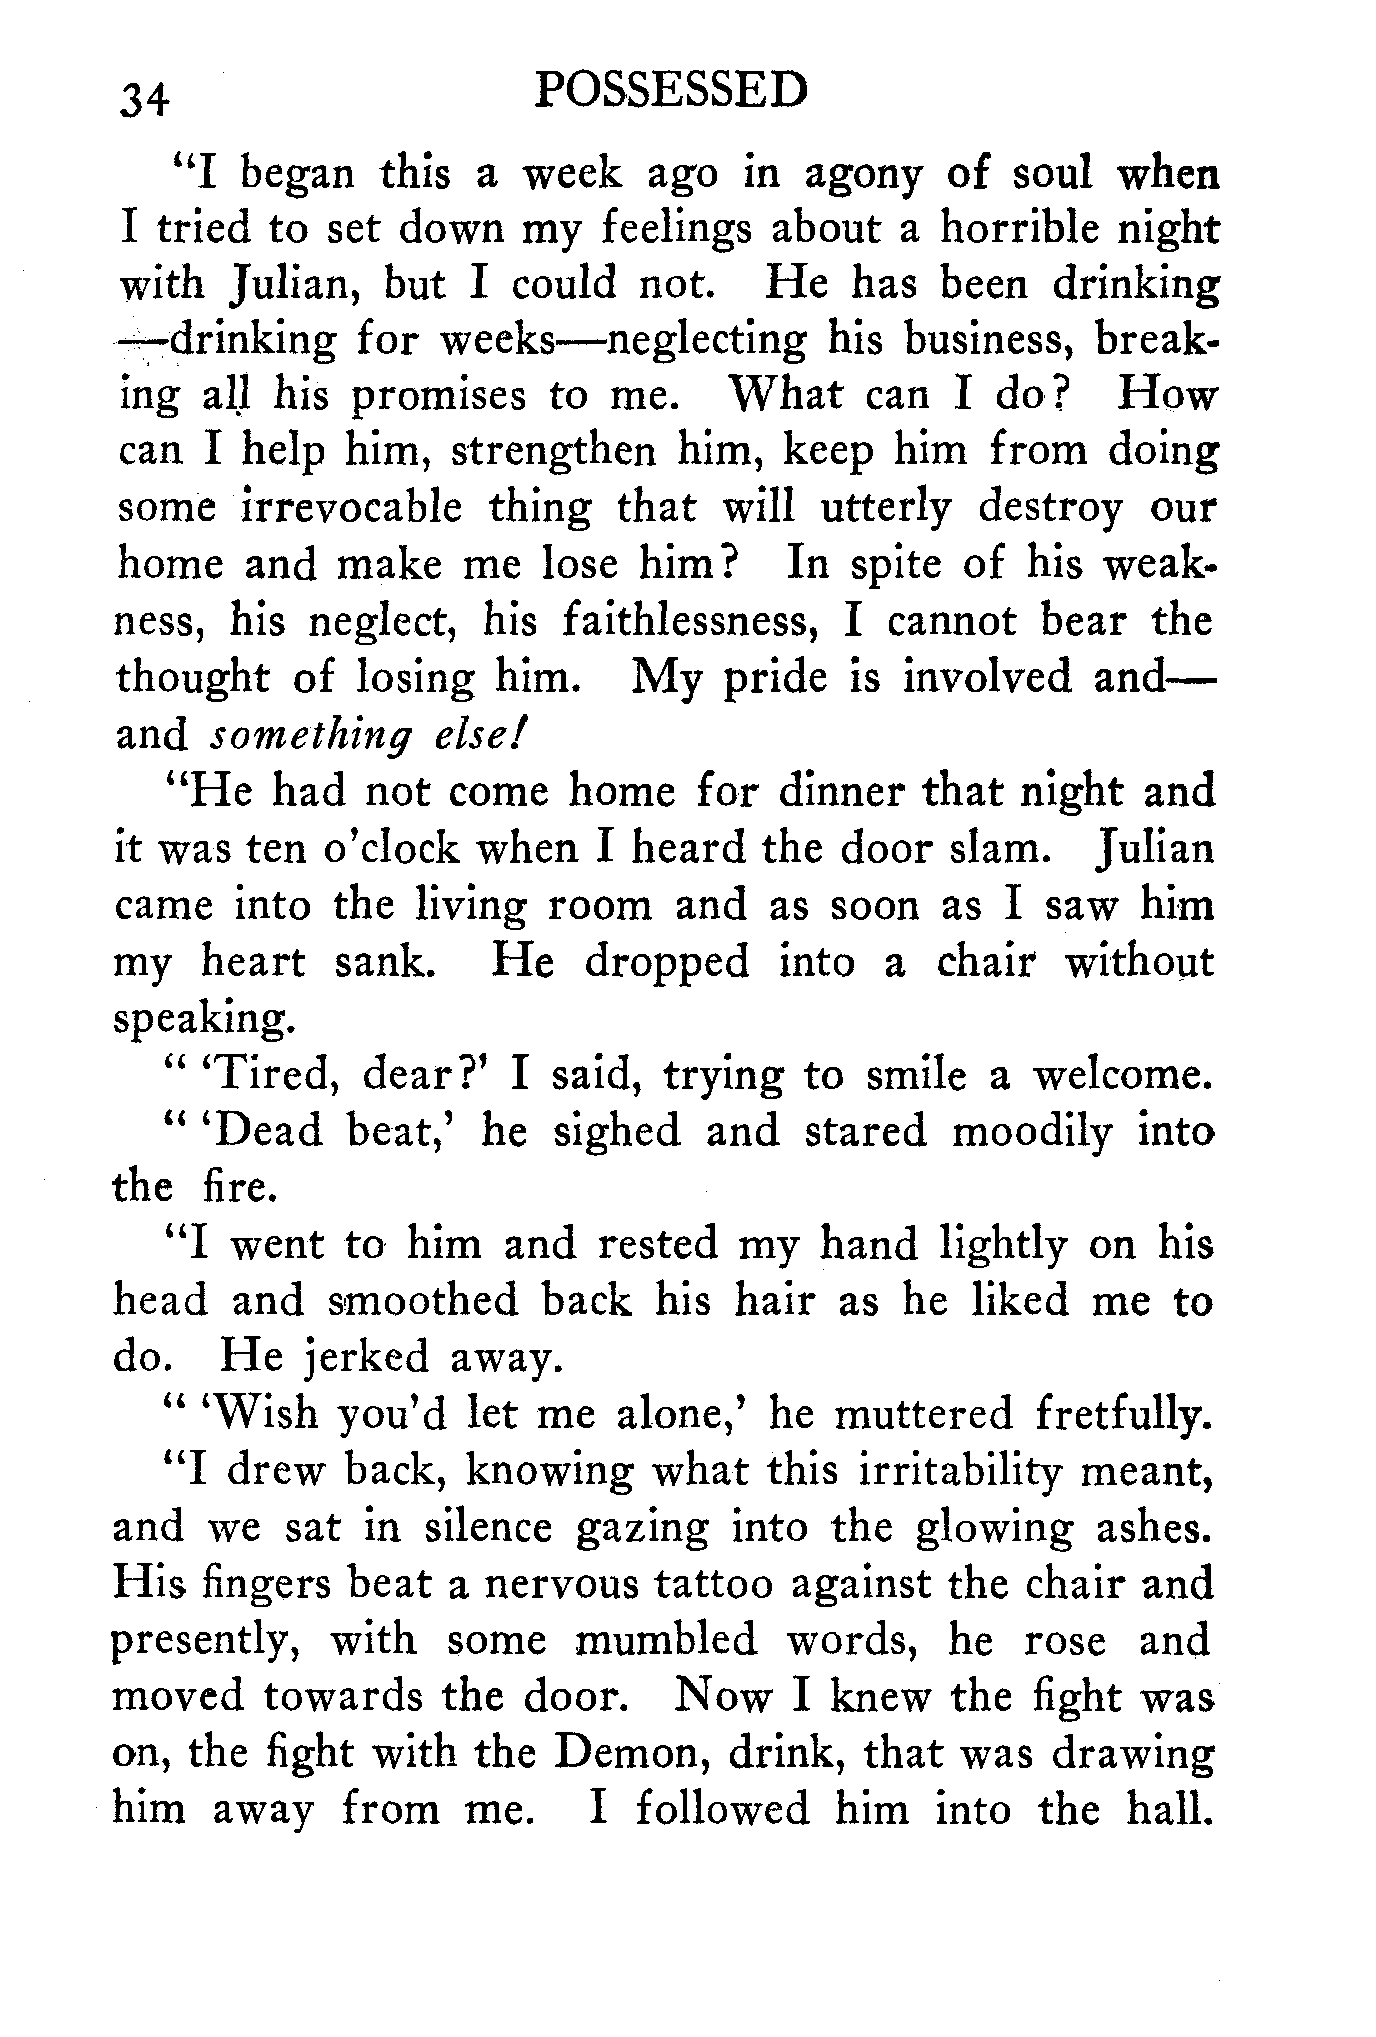 34 POSSESSED
“I began this a week ago in agony of soul when
I tried to set down my feelings about a horrible night
with Julian, but I could not. He has been drinking
—drinking for weeks—neglecting his business, break-
ing all his promises to me. What can I do? How
can I help him, strengthen him, keep him from doing
some irrevocable thing that will utterly destroy our
home and make me lose him? In spite of his weak-
ness, his neglect, his faithlessness, I cannot bear the
thought of losing him. My pride is involved and—
and something else!
“He had not come home for dinner that night and
it was ten o’clock when I heard the door slam. Julian
came into the living room and as soon as I saw him
my heart sank. He dropped into a chair without
speaking.
“ ‘Tired, dear?’ I said, trying to smile a welcome.
“ ‘Dead beat,’ he sighed and stared moodily into
the fire.
“I went to him and rested my hand lightly on his
head and smoothed back his hair as he liked me to
do. He jerked away.
“ ‘Wish you’d let me alone,’ he muttered fretfully.
“I drew back, knowing what this irritability meant,
and we sat in silence gazing into the glowing ashes.
His fingers beat a nervous tattoo against the chair and
presently, with some mumbled words, he rose and
moved towards the door. Now I knew the fight was
on, the fight with the Demon, drink, that was drawing
him away from me. I followed him into the hall.